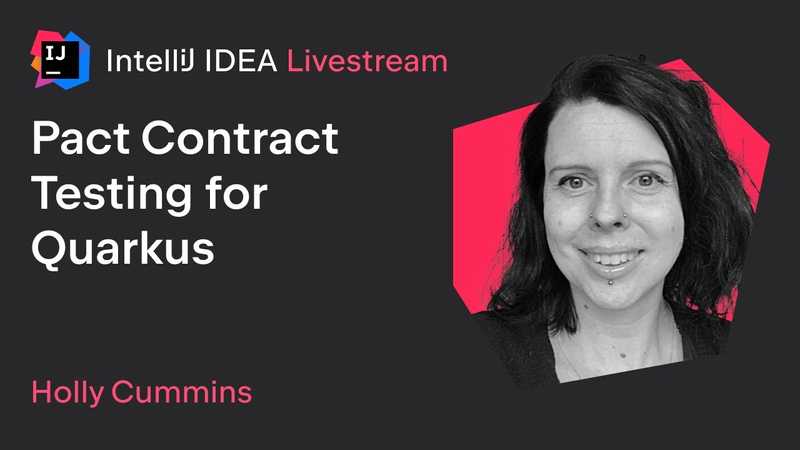 IJ
IntelliJ IDEA Livestream
Pact Contract
Testing for
Quarkus
Holly Cummins